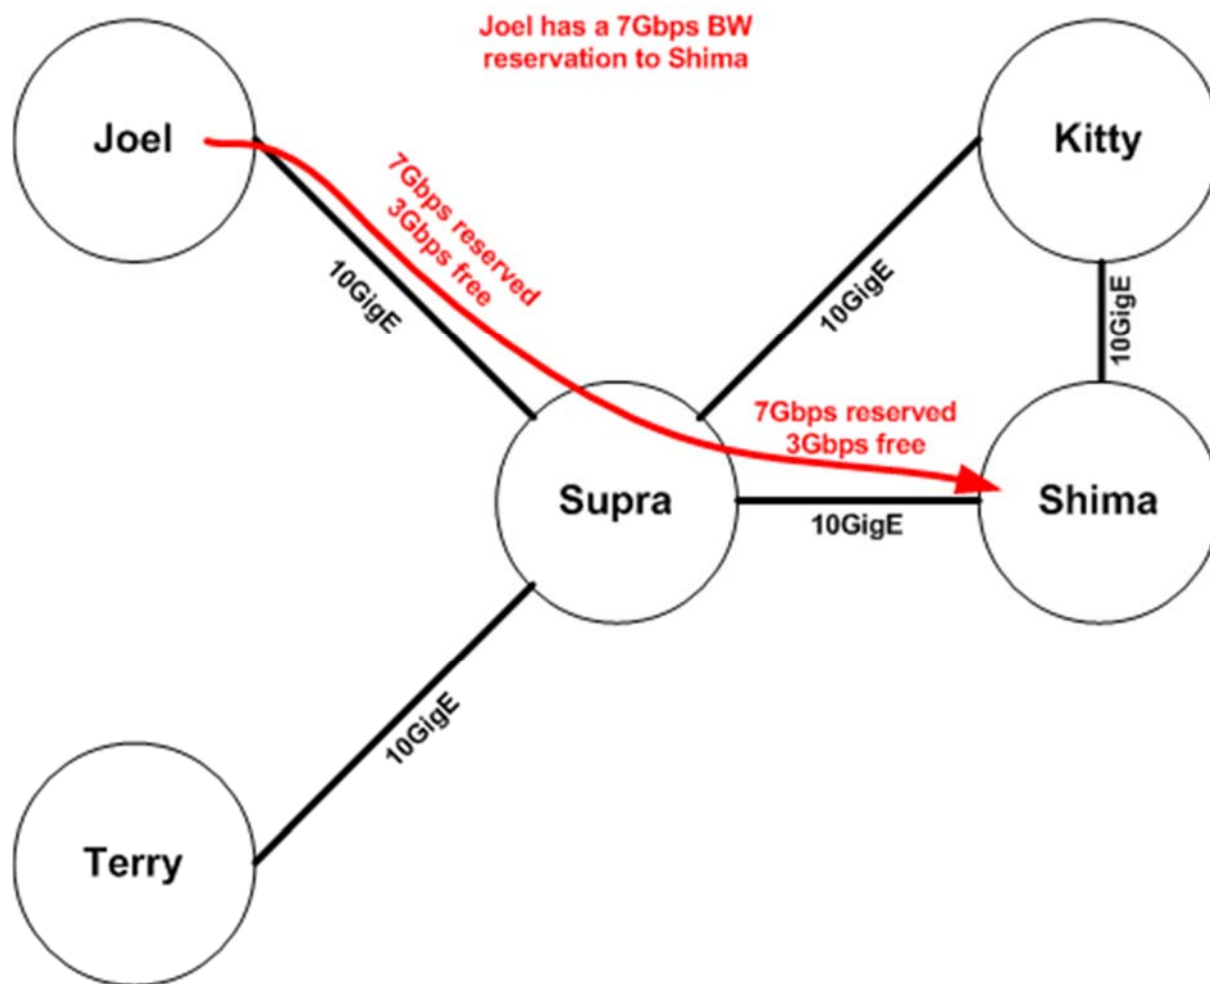 Joel has a 7Gbps BW
reservation to Shima
Joel
Kitty
7Gbps reserved
3Gbps free
10GigE
10GigE
10GigE
7Gbps reserved
3Gbps free
Supra
Shima
10GigE
10GigE
Terry